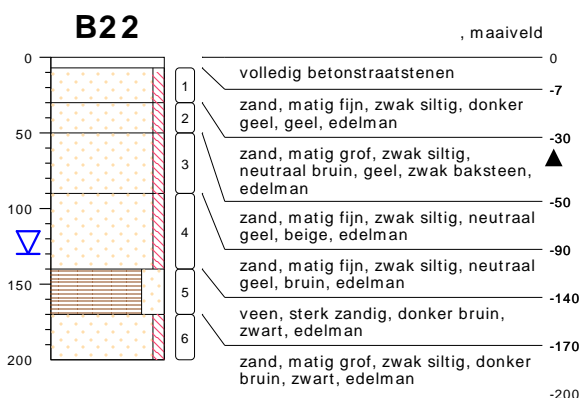 B22
, maaiveld
0
50
100
150
200
1
2
3
4
5
6
0
volledig betonstraatstenen
-7
zand, matig fijn, zwak siltig, donker
geel, geel, edelman
-30
zand, matig grof, zwak siltig,
neutraal bruin, geel, zwak baksteen,
edelman
-50
zand, matig fijn, zwak siltig, neutraal
geel, beige, edelman
-90
zand, matig fijn, zwak siltig, neutraal
geel, bruin, edelman
-140
veen, sterk zandig, donker bruin,
zwart, edelman
-170
zand, matig grof, zwak siltig, donker
bruin, zwart, edelman
-200